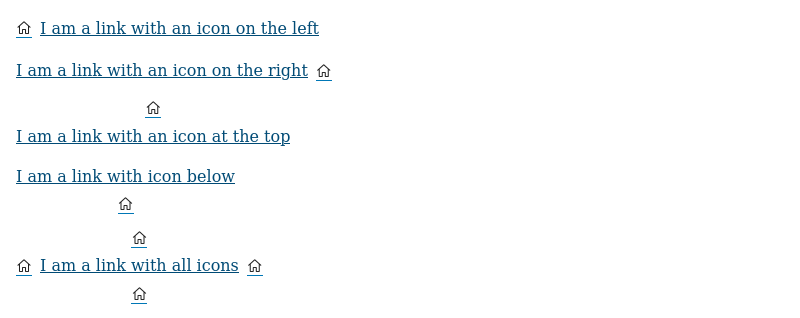 I am a link with an icon on the left
I am a link with an icon on the right
I am a link with an icon at the top
I am a link with icon below
I am a link with all icons